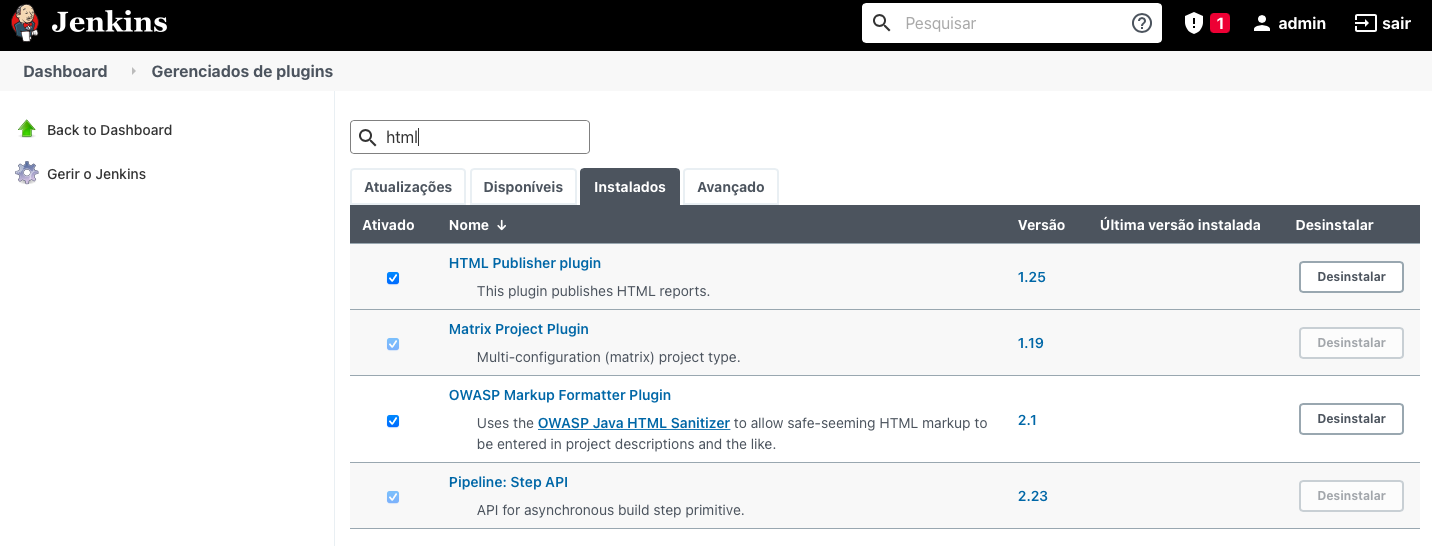 Jenkins
Pesquisar
1
admin
sair
Dashboard
Gerenciados de plugins
Back to Dashboard
Gerir o Jenkins
html
Atualizações
Disponíveis
Instalados
Avançado
Ativado
Nome ↓
Versão
Última versão instalada
Desinstalar
HTML Publisher plugin
This plugin publishes HTML reports.
1.25
Desinstalar
Matrix Project Plugin
Multi-configuration (matrix) project type.
1.19
Desinstalar
OWASP Markup Formatter Plugin
Uses the OWASP Java HTML Sanitizer to allow safe-seeming HTML markup to
be entered in project descriptions and the like.
2.1
Desinstalar
Pipeline: Step API
API for asynchronous build step primitive.
2.23
Desinstalar